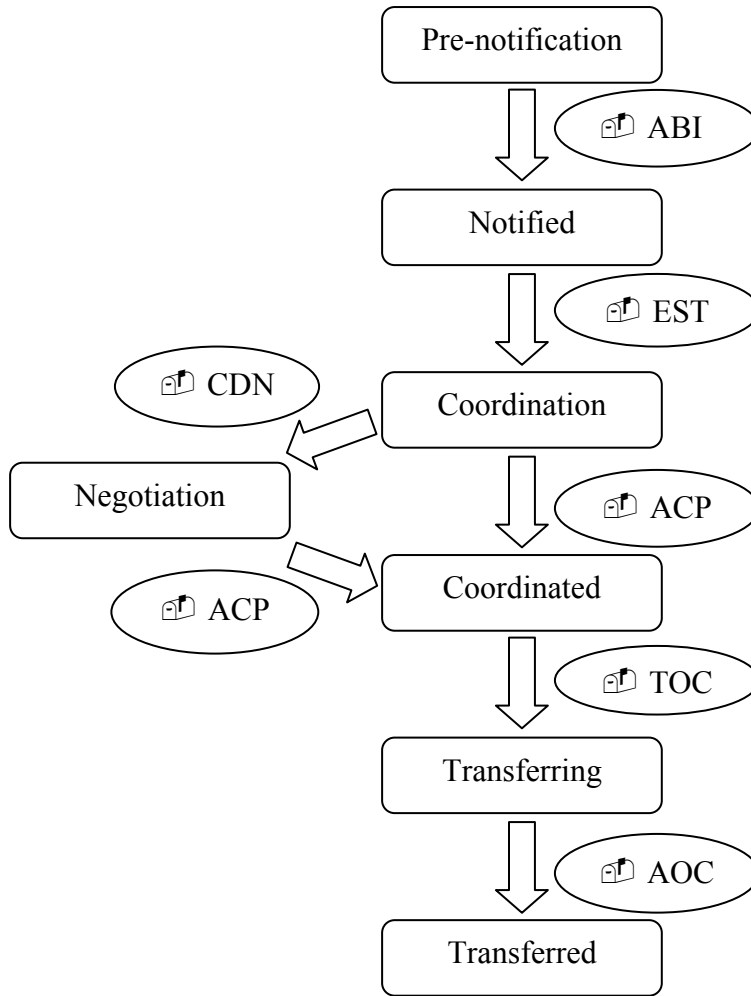 Pre-notification
ABI
Notified
EST
CDN
Coordination
Negotiation
ACP
Coordinated
ACP
TOC
Transferring
AOC
Transferred